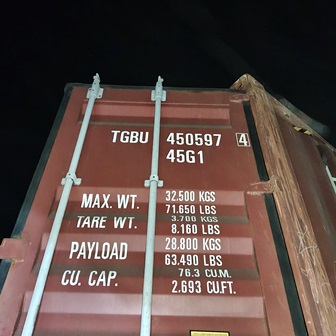 TGBU 450597 4
45G1
MAX. WT. 32.500 KGS
71.650 LBS
TARE WT. 3.700 KGS
8.160 LBS
PAYLOAD 28.800 KGS
63.490 LBS
CU. CAP. 76.3 CU.M.
2.693 CU.FT.